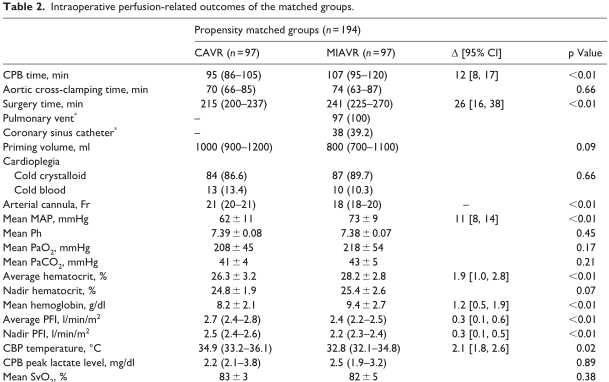 Table 2. Intraoperative perfusion-related outcomes of the matched groups.
Propensity matched groups (n = 194)
CAVR (n = 97) MIAVR (n = 97) Δ [95% CI] p Value
CPB time, min 95 (86–105) 107 (95–120) 12 [8, 17] <0.01
Aortic cross-clamping time, min 70 (66–85) 74 (63–87) 0.66
Surgery time, min 215 (200–237) 241 (225–270) 26 [16, 38] <0.01
Pulmonary vent* – 97 (100)
Coronary sinus catheter* – 38 (39.2)
Priming volume, ml 1000 (900–1200) 800 (700–1100) 0.09
Cardioplegia
Cold crystalloid 84 (86.6) 87 (89.7) 0.66
Cold blood 13 (13.4) 10 (10.3)
Arterial cannula, Fr 21 (20–21) 18 (18–20) – <0.01
Mean MAP, mmHg 62 ± 11 73 ± 9 11 [8, 14] <0.01
Mean Ph 7.39 ± 0.08 7.38 ± 0.07 0.45
Mean PaO2, mmHg 208 ± 45 218 ± 54 0.17
Mean PaCO2, mmHg 41 ± 4 43 ± 5 0.21
Average hematocrit, % 26.3 ± 3.2 28.2 ± 2.8 1.9 [1.0, 2.8] <0.01
Nadir hematocrit, % 24.8 ± 1.9 25.4 ± 2.6 0.07
Mean hemoglobin, g/dl 8.2 ± 2.1 9.4 ± 2.7 1.2 [0.5, 1.9] <0.01
Average PFI, l/min/m2 2.7 (2.4–2.8) 2.4 (2.2–2.5) 0.3 [0.1, 0.6] <0.01
Nadir PFI, l/min/m2 2.5 (2.4–2.6) 2.2 (2.3–2.4) 0.3 [0.1, 0.5] <0.01
CBP temperature, °C 34.9 (33.2–36.1) 32.8 (32.1–34.8) 2.1 [1.8, 2.6] 0.02
CPB peak lactate level, mg/dl 2.2 (2.1–3.8) 2.5 (1.9–3.2) 0.89
Mean SvO2, % 83 ± 3 82 ± 5 0.38